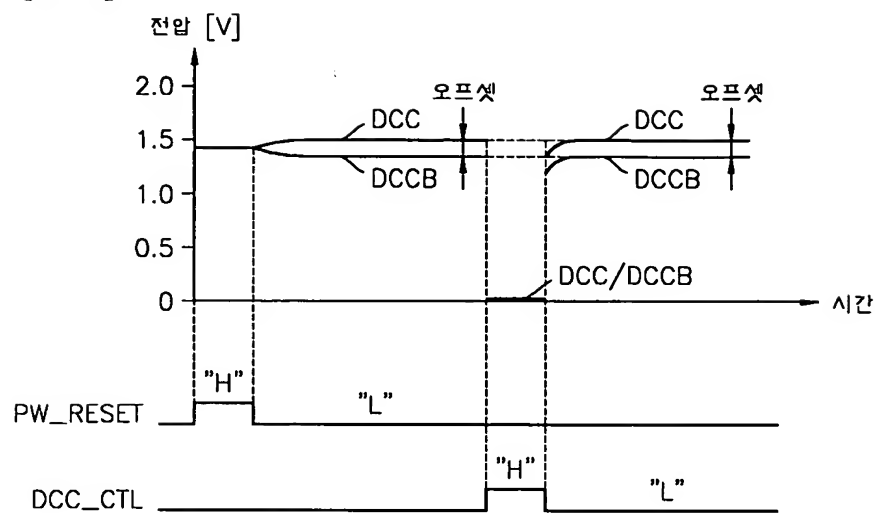 전압 [V]
2.0
오프셋
오프셋
DCC
DCC
1.5
DCCB
DCCB
1.0
0.5
DCC/DCCB
0
시간
"H"
"L"
PW_RESET
"H"
"L"
DCC_CTL